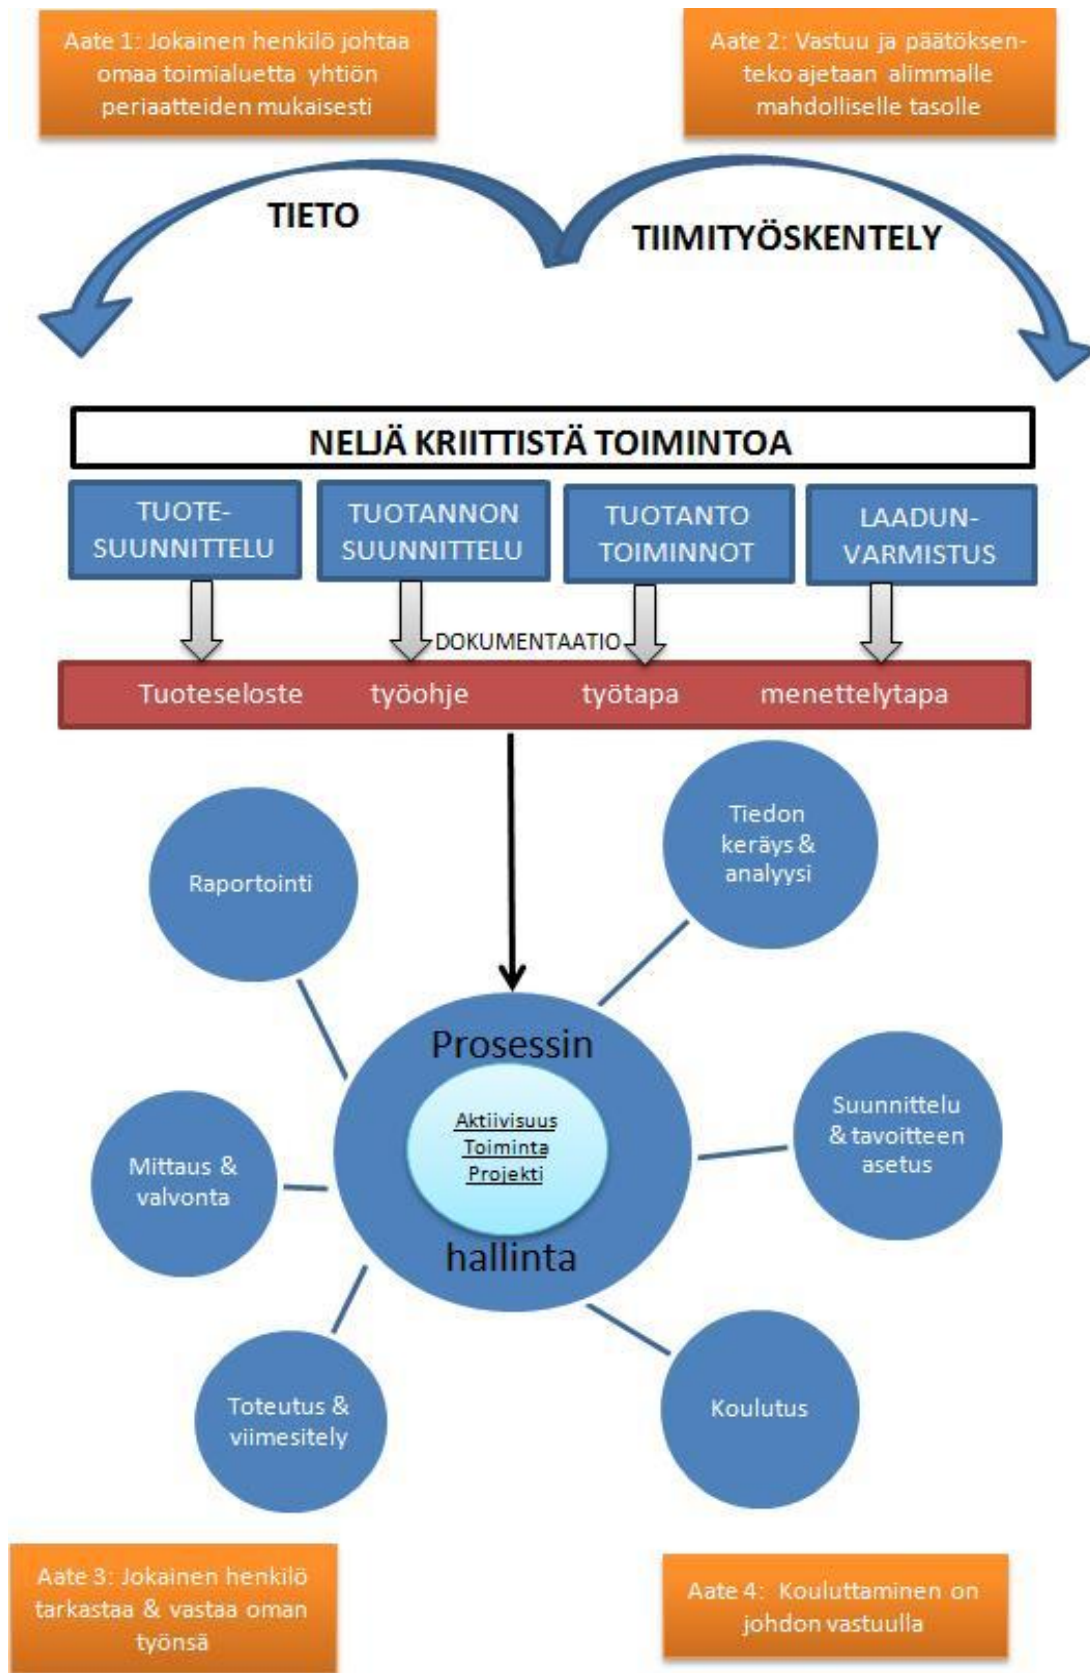 Aate 1: Jokainen henkilö johtaa
omaa toimialuetta yhtiön
periaatteiden mukaisesti
Aate 2: Vastuu ja päätöksen-
teko ajetaan alimmalle
mahdolliselle tasolle
TIETO
TIIMITYÖSKENTELY
NELJÄ KRIITTISTÄ TOIMINTOA
TUOTE-
SUUNNITTELU
TUOTANNON
SUUNNITTELU
TUOTANTO
TOIMINNOT
LAADUN-
VARMISTUS
DOKUMENTAATIO
Tuoteseloste työohje työtapa menettelytapa
Raportointi
Tiedon
keräys &
analyysi
Prosessin
Aktiivisuus
Toiminta
Projekti
hallinta
Mittaus &
valvonta
Suunnittelu
& tavoitteen
asetus
Toteutus &
viimesitely
Koulutus
Aate 3: Jokainen henkilö
tarkastaa & vastaa oman
työnsä
Aate 4: Kouluttaminen on
johdon vastuulla